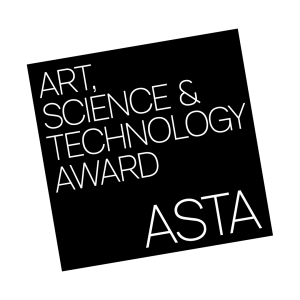 ART,
SCIENCE &
TECHNOLOGY
AWARD
ASTA